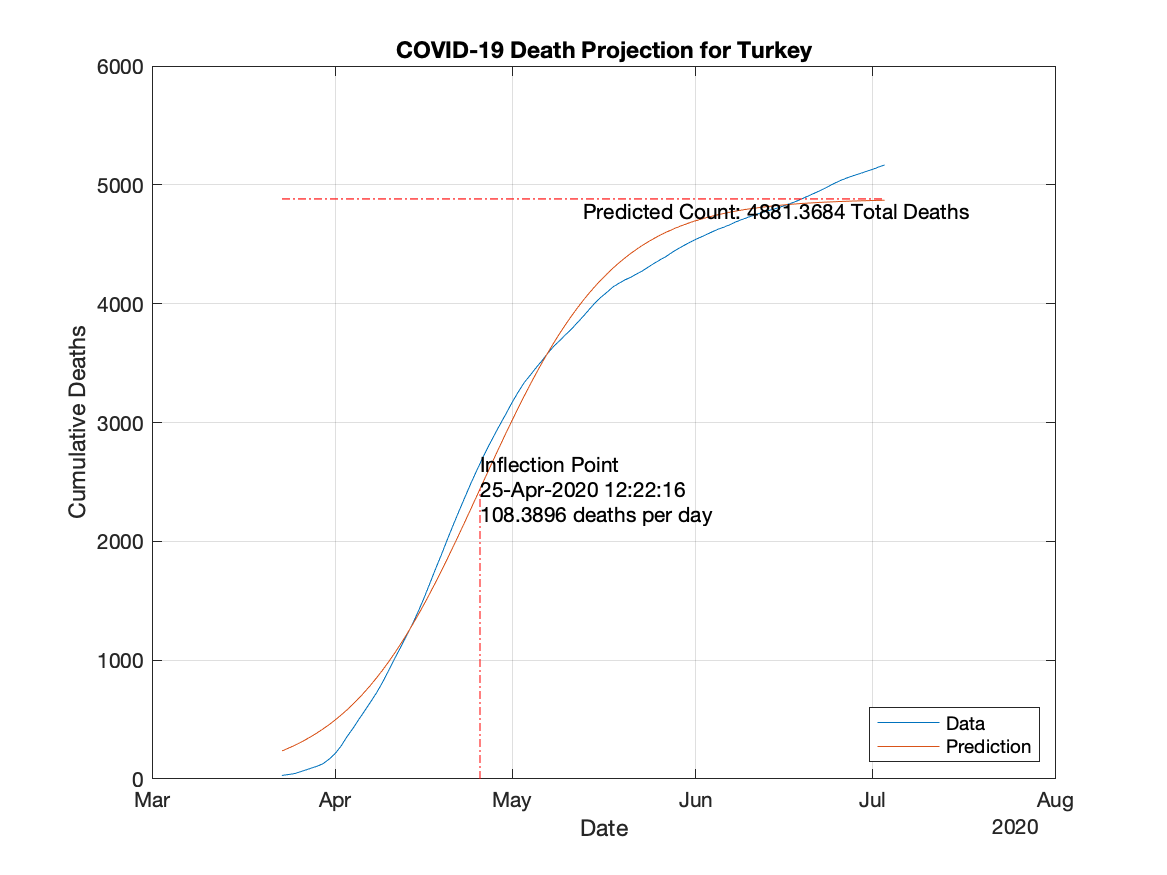 COVID-19 Death Projection for Turkey
6000
5000
4000
3000
2000
1000
0
Cumulative Deaths
Predicted Count: 4881.3684 Total Deaths
Inflection Point
25-Apr-2020 12:22:16
108.3896 deaths per day
Data
Prediction
Mar Apr May Jun Jul Aug
Date
2020